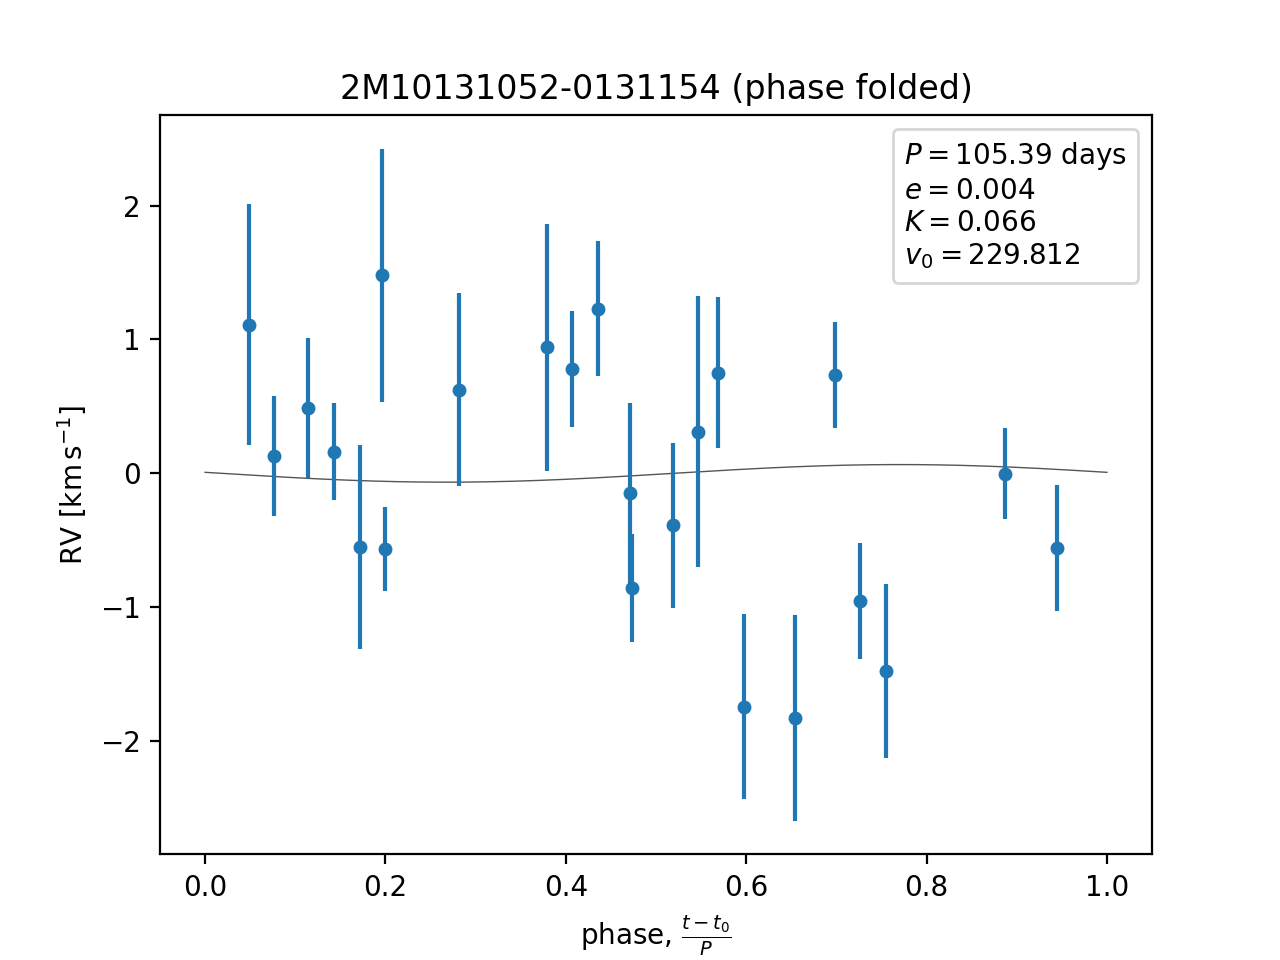 2M10131052-0131154 (phase folded)
P = 105.39 days
e = 0.004
K = 0.066
v₀ = 229.812
2
1
0
−1
−2
RV [km s⁻¹]
0.0 0.2 0.4 0.6 0.8 1.0
phase, (t − t₀)/P